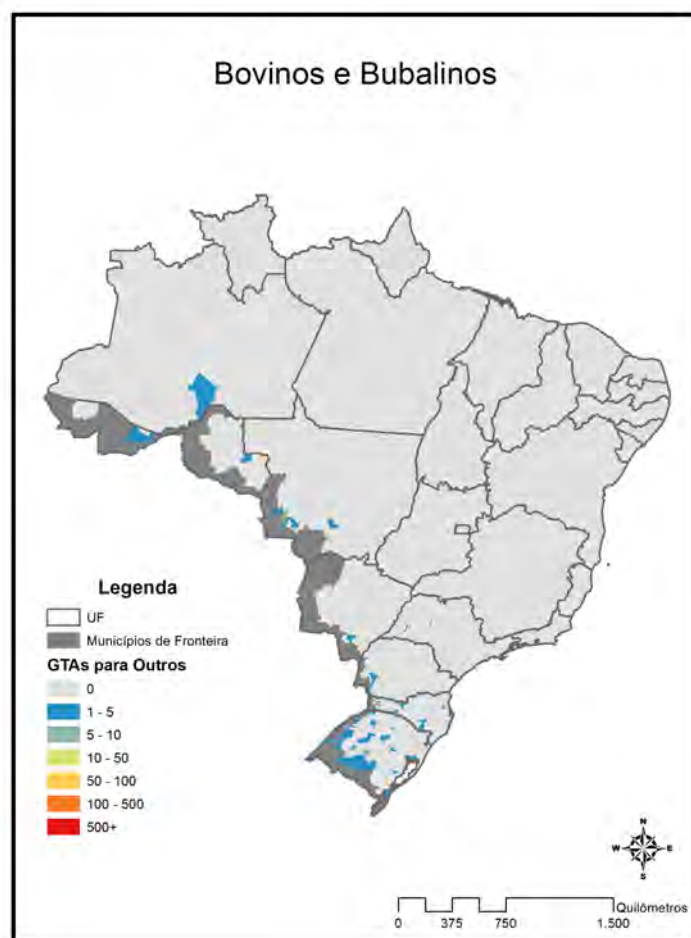 Bovinos e Bubalinos
Legenda
UF
Municípios de Fronteira
GTAs para Outros
0
1 - 5
5 - 10
10 - 50
50 - 100
100 - 500
500+
N
W E
S
Quilômetros
0 375 750 1.500